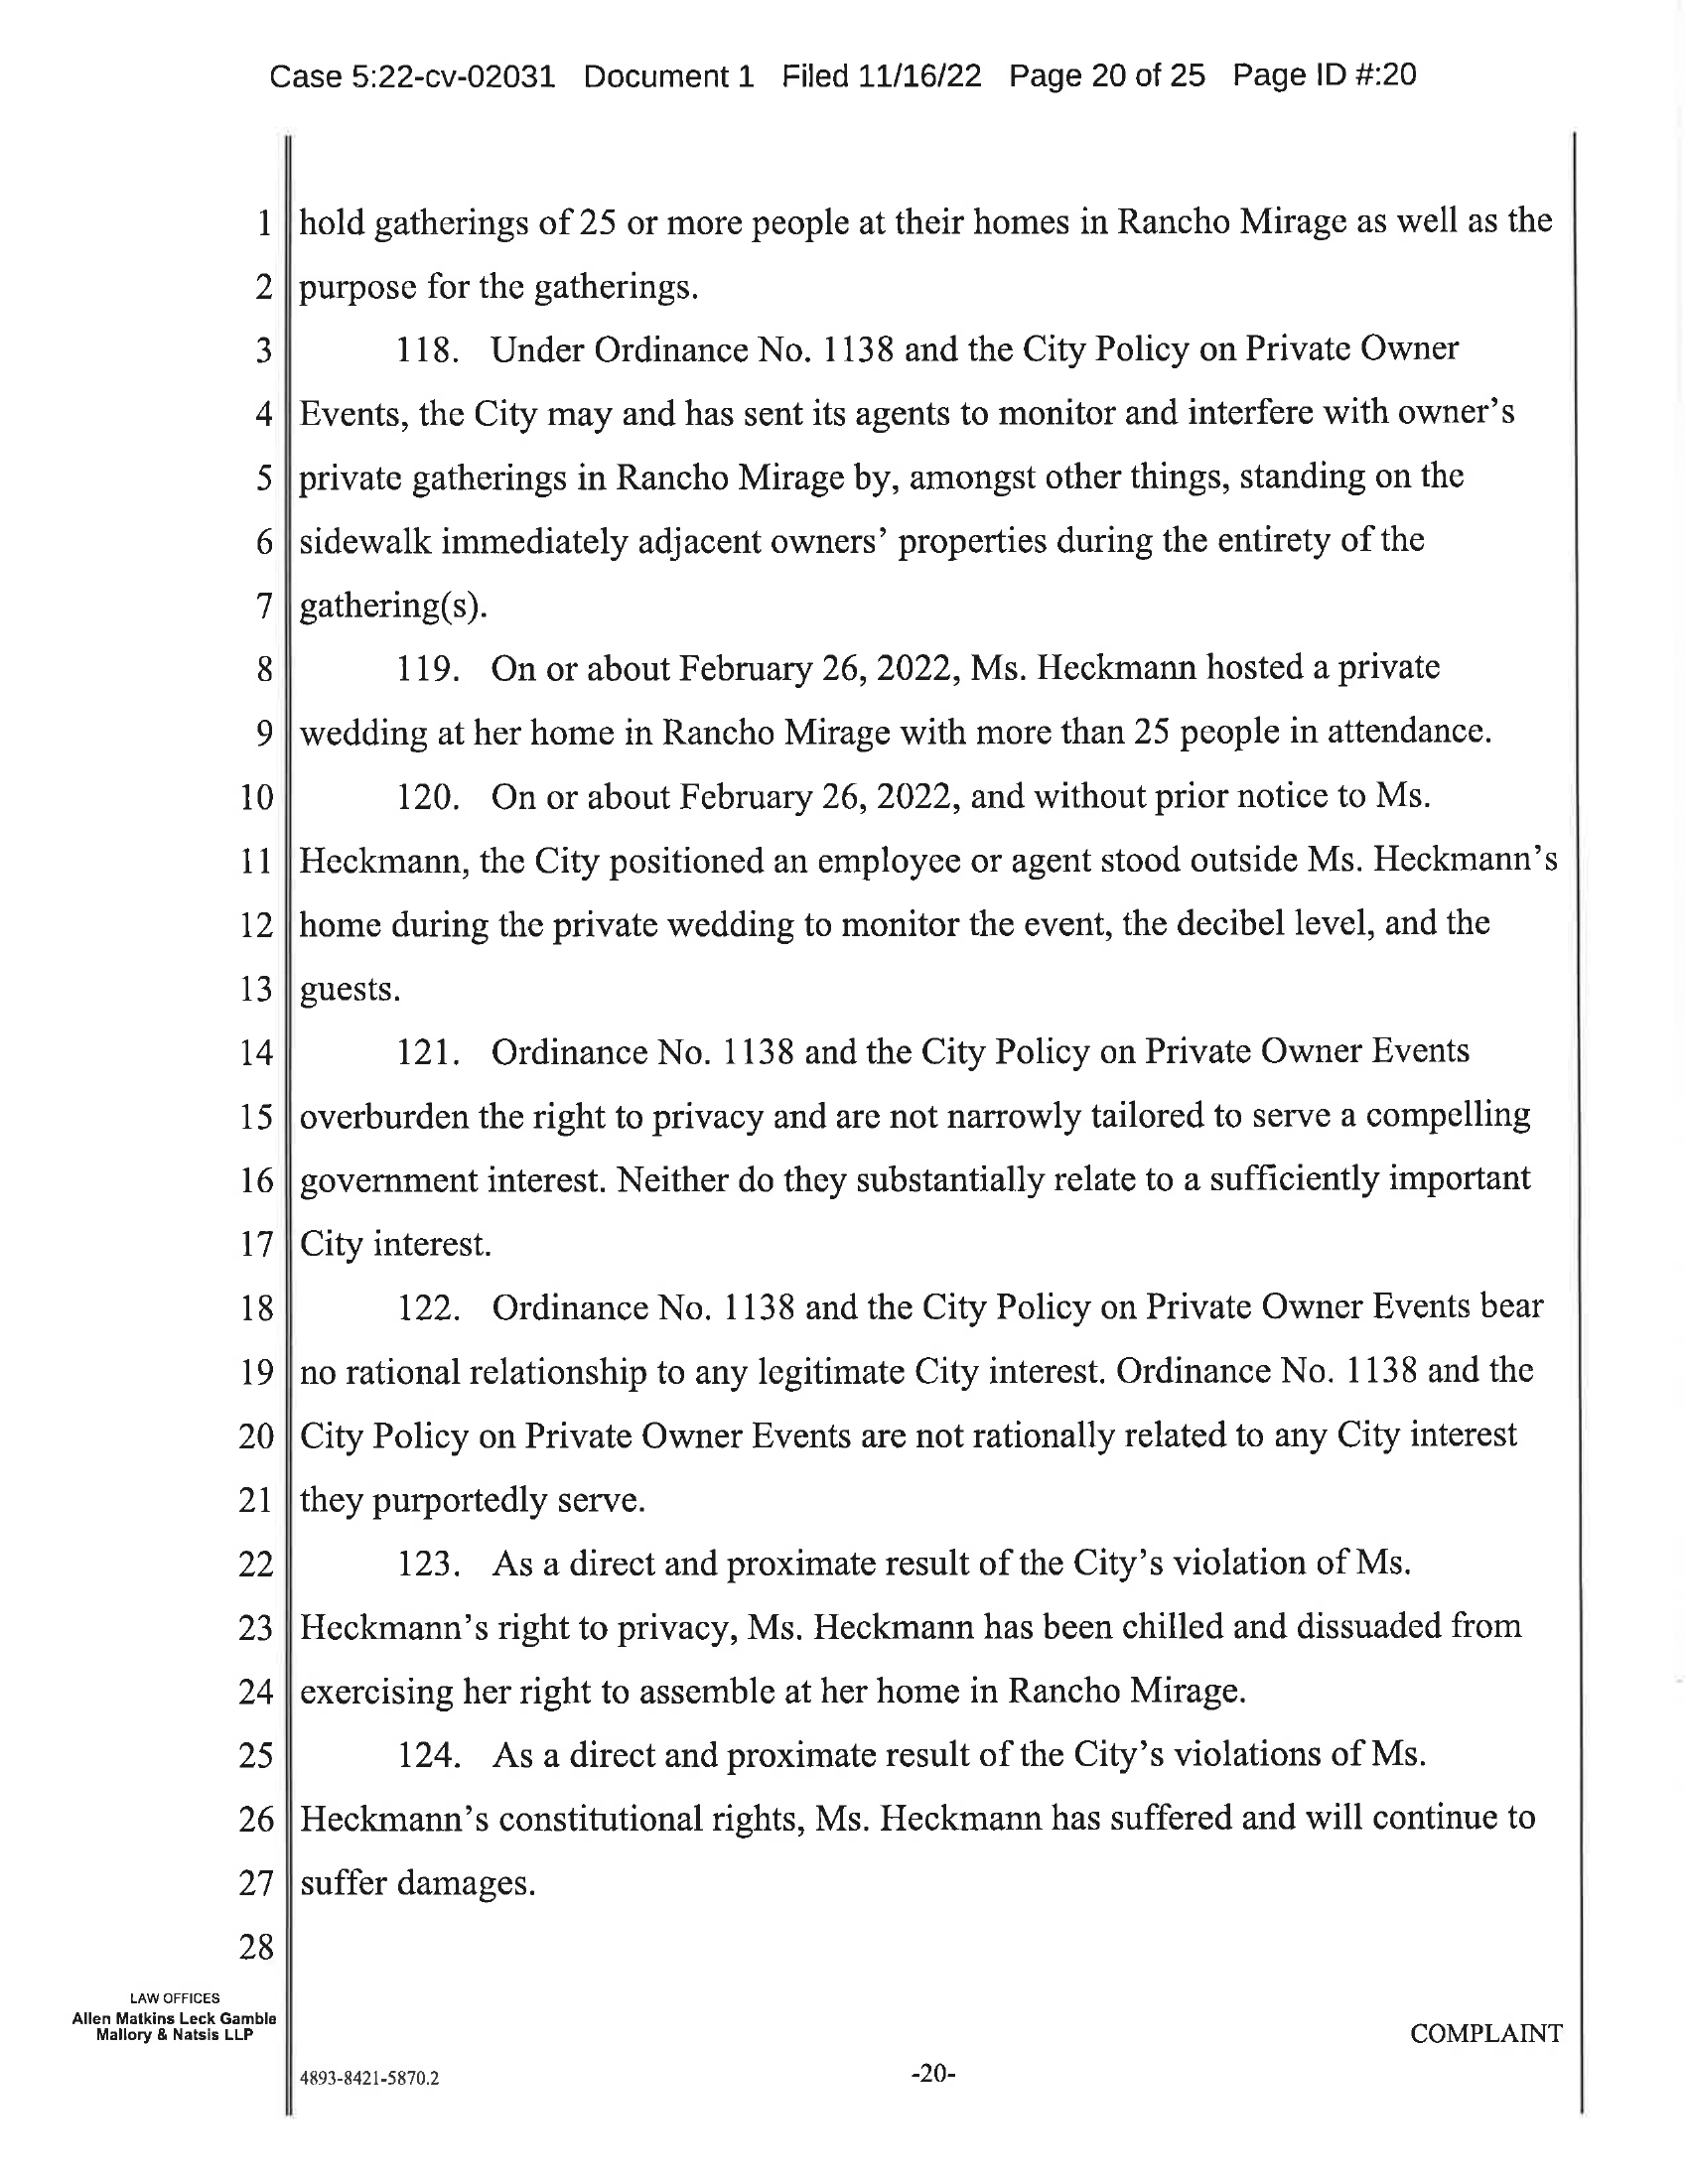 Case 5:22-cv-02031 Document 1 Filed 11/16/22 Page 20 of 25 Page ID #:20
1 hold gatherings of 25 or more people at their homes in Rancho Mirage as well as the
2 purpose for the gatherings.
3 118. Under Ordinance No. 1138 and the City Policy on Private Owner
4 Events, the City may and has sent its agents to monitor and interfere with owner’s
5 private gatherings in Rancho Mirage by, amongst other things, standing on the
6 sidewalk immediately adjacent owners’ properties during the entirety of the
7 gathering(s).
8 119. On or about February 26, 2022, Ms. Heckmann hosted a private
9 wedding at her home in Rancho Mirage with more than 25 people in attendance.
10 120. On or about February 26, 2022, and without prior notice to Ms.
11 Heckmann, the City positioned an employee or agent stood outside Ms. Heckmann’s
12 home during the private wedding to monitor the event, the decibel level, and the
13 guests.
14 121. Ordinance No. 1138 and the City Policy on Private Owner Events
15 overburden the right to privacy and are not narrowly tailored to serve a compelling
16 government interest. Neither do they substantially relate to a sufficiently important
17 City interest.
18 122. Ordinance No. 1138 and the City Policy on Private Owner Events bear
19 no rational relationship to any legitimate City interest. Ordinance No. 1138 and the
20 City Policy on Private Owner Events are not rationally related to any City interest
21 they purportedly serve.
22 123. As a direct and proximate result of the City’s violation of Ms.
23 Heckmann’s right to privacy, Ms. Heckmann has been chilled and dissuaded from
24 exercising her right to assemble at her home in Rancho Mirage.
25 124. As a direct and proximate result of the City’s violations of Ms.
26 Heckmann’s constitutional rights, Ms. Heckmann has suffered and will continue to
27 suffer damages.
28
LAW OFFICES
Allen Matkins Leck Gamble
Mallory & Natsis LLP
COMPLAINT
4893-8421-5870.2
-20-